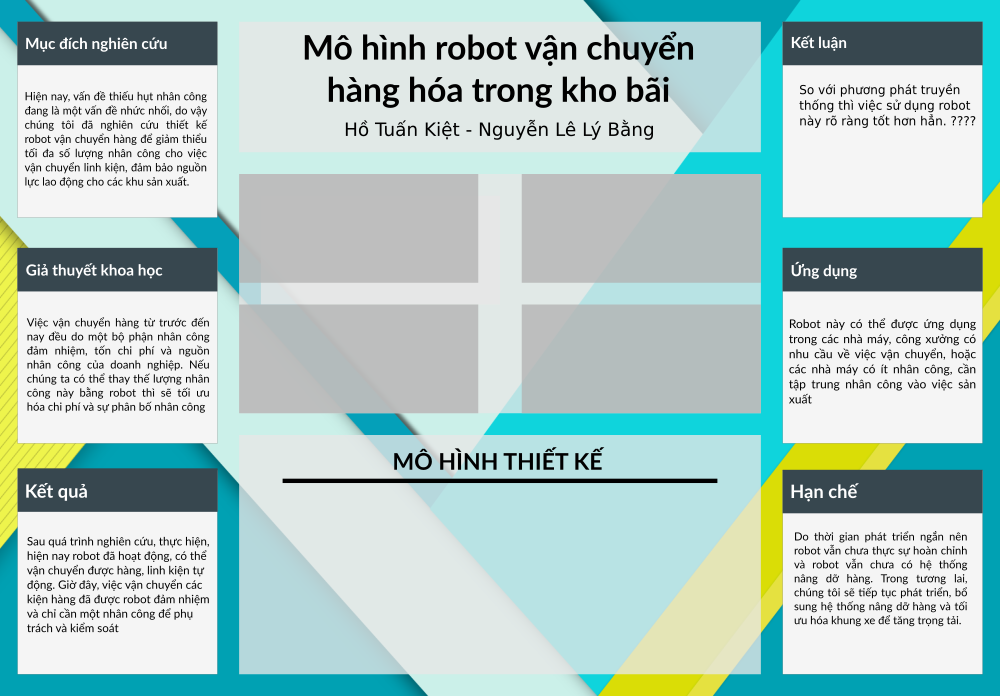 Mục đích nghiên cứu
Hiện nay, vấn đề thiếu hụt nhân công
đang là một vấn đề nhức nhối, do vậy
chúng tôi đã nghiên cứu thiết kế
robot vận chuyển hàng để giảm thiểu
tối đa số lượng nhân công cho việc
vận chuyển linh kiện, đảm bảo nguồn
lực lao động cho các khu sản xuất.
Giả thuyết khoa học
Việc vận chuyển hàng từ trước đến
nay đều do một bộ phận nhân công
đảm nhiệm, tốn chi phí và nguồn
nhân công của doanh nghiệp. Nếu
chúng ta có thể thay thế lượng nhân
công này bằng robot thì sẽ tối ưu
hóa chi phí và sự phân bố nhân công
Kết quả
Sau quá trình nghiên cứu, thực hiện,
hiện nay robot đã hoạt động, có thể
vận chuyển được hàng, linh kiện tự
động. Giờ đây, việc vận chuyển các
kiện hàng đã được robot đảm nhiệm
và chỉ cần một nhân công để phụ
trách và kiểm soát
Mô hình robot vận chuyển
hàng hóa trong kho bãi
Hồ Tuấn Kiệt - Nguyễn Lê Lý Bằng
MÔ HÌNH THIẾT KẾ
Kết luận
So với phương phát truyền
thống thì việc sử dụng robot
này rõ ràng tốt hơn hẳn. ????
Ứng dụng
Robot này có thể được ứng dụng
trong các nhà máy, công xưởng có
nhu cầu về việc vận chuyển, hoặc
các nhà máy có ít nhân công, cần
tập trung nhân công vào việc sản
xuất
Hạn chế
Do thời gian phát triển ngắn nên
robot vẫn chưa thực sự hoàn chỉnh
và robot vẫn chưa có hệ thống
nâng dỡ hàng. Trong tương lai,
chúng tôi sẽ tiếp tục phát triển, bổ
sung hệ thống nâng dỡ hàng và tối
ưu hóa khung xe để tăng trọng tải.